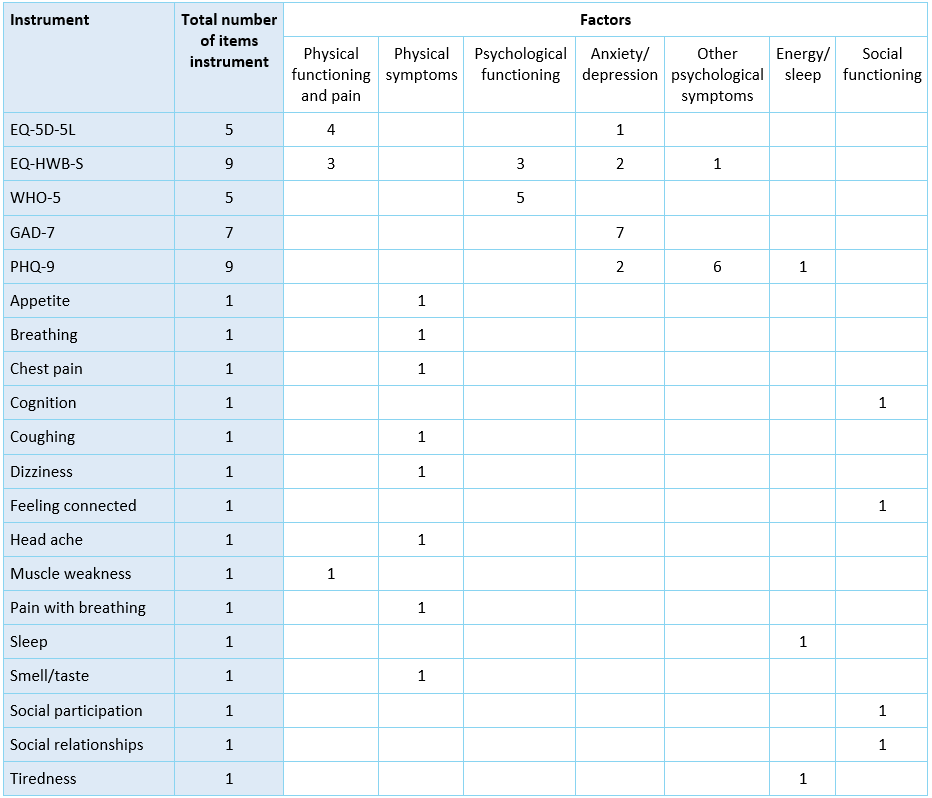 Instrument Total number of items instrument Factors
Physical functioning and pain Physical symptoms Psychological functioning Anxiety/ depression Other psychological symptoms Energy/ sleep Social functioning
EQ-5D-5L 5 4 1
EQ-HWB-S 9 3 3 2 1
WHO-5 5 5
GAD-7 7 7
PHQ-9 9 2 6 1
Appetite 1 1
Breathing 1 1
Chest pain 1 1
Cognition 1 1
Coughing 1 1
Dizziness 1 1
Feeling connected 1 1
Head ache 1 1
Muscle weakness 1 1
Pain with breathing 1 1
Sleep 1 1
Smell/taste 1 1
Social participation 1 1
Social relationships 1 1
Tiredness 1 1